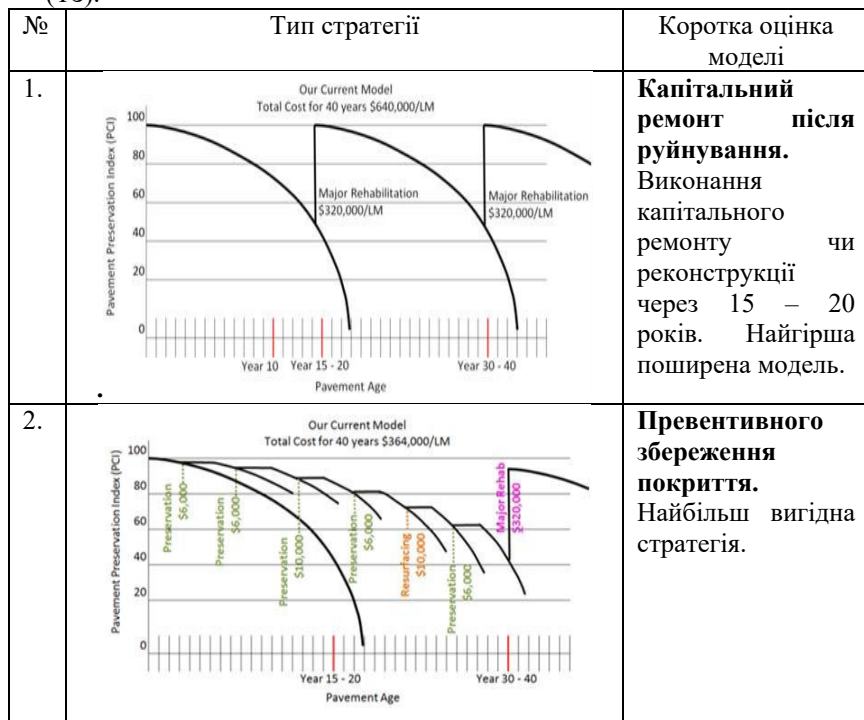 (10).
№
Тип стратегії
Коротка оцінка
моделі
1.
Our Current Model
Total Cost for 40 years $640,000/LM
Pavement Preservation Index (PCI)
100
80
60
40
20
0
Major Rehabilitation
$320,000/LM
Major Rehabilitation
$320,000/LM
Year 10
Year 15 - 20
Year 30 - 40
Pavement Age
.
Капітальний
ремонт після
руйнування.
Виконання
капітального
ремонту чи
реконструкції
через 15 – 20
років. Найгірша
поширена модель.
2.
Our Current Model
Total Cost for 40 years $364,000/LM
Pavement Preservation Index (PCI)
100
80
60
40
20
0
Preservation
$6,000
Preservation
$6,000
Preservation
$10,000
Preservation
$6,000
Resurfacing
$10,000
Preservation
$6,000
Major Rehab
$320,000
Year 15 - 20
Year 30 - 40
Pavement Age
Превентивного
збереження
покриття.
Найбільш вигідна
стратегія.